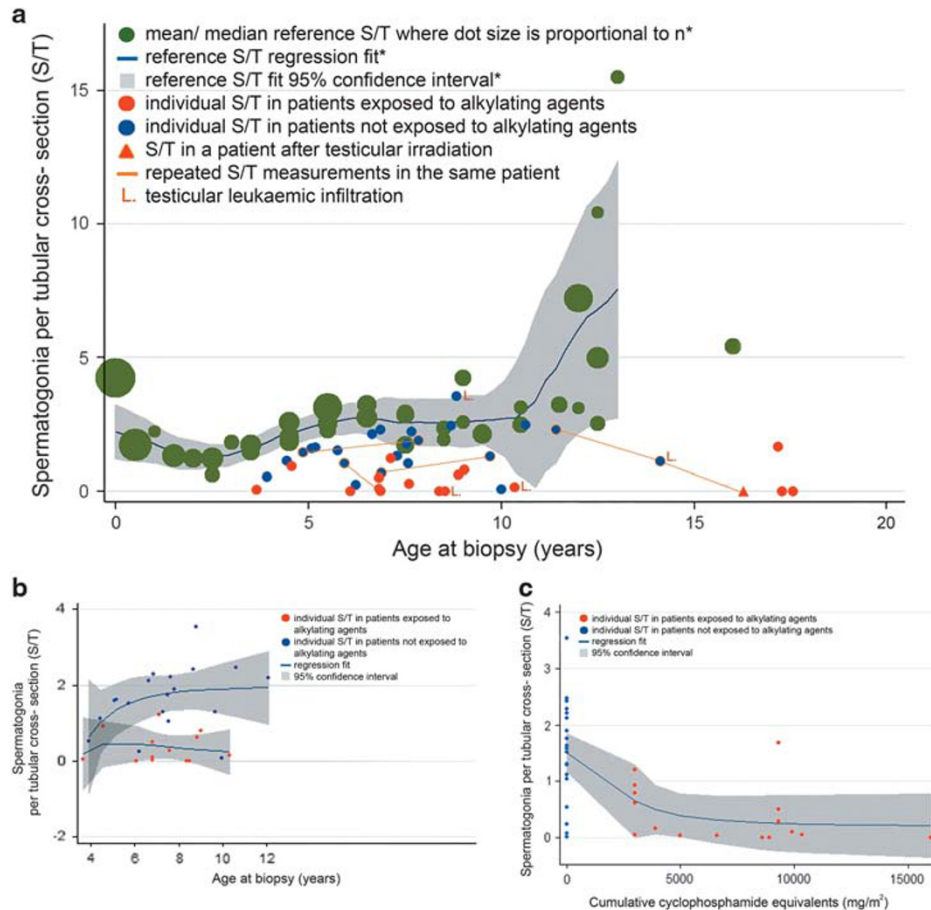 a
mean/ median reference S/T where dot size is proportional to n*
reference S/T regression fit*
reference S/T fit 95% confidence interval*
individual S/T in patients exposed to alkylating agents
individual S/T in patients not exposed to alkylating agents
S/T in a patient after testicular irradiation
repeated S/T measurements in the same patient
L. testicular leukaemic infiltration
Spermatogonia per tubular cross- section (S/T)
15
10
5
0
L.
L.
L.
L.
0 5 10 15 20
Age at biopsy (years)
b
individual S/T in patients exposed to
alkylating agents
individual S/T in patients not exposed to
alkylating agents
regression fit
95% confidence interval
Spermatogonia
per tubular cross- section (S/T)
4
2
0
-2
4 6 8 10 12
Age at biopsy (years)
c
individual S/T in patients exposed to alkylating agents
individual S/T in patients not exposed to alkylating agents
regression fit
95% confidence interval
Spermatogonia per tubular cross- section (S/T)
4
3
2
1
0
0 5000 10000 15000
Cumulative cyclophosphamide equivalents (mg/m²)